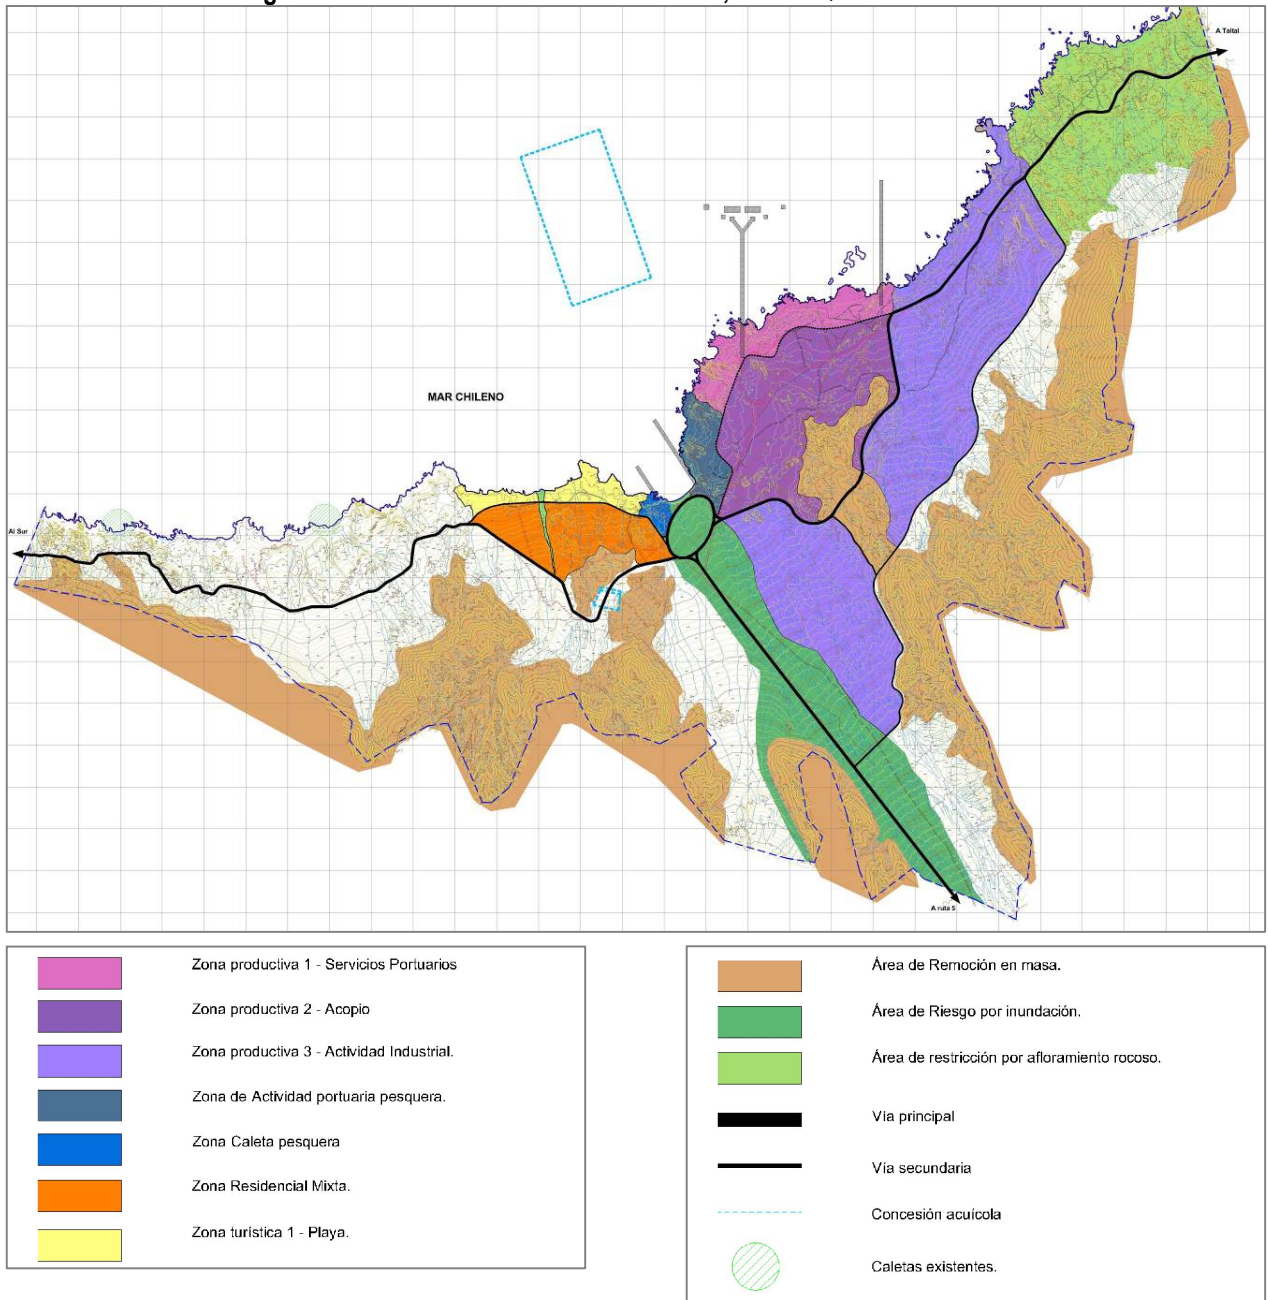 A Taltal
MAR CHILENO
Al Sur
A ruta 5
Zona productiva 1 - Servicios Portuarios
Zona productiva 2 - Acopio
Zona productiva 3 - Actividad Industrial.
Zona de Actividad portuaria pesquera.
Zona Caleta pesquera
Zona Residencial Mixta.
Zona turística 1 - Playa.
Área de Remoción en masa.
Área de Riesgo por inundación.
Área de restricción por afloramiento rocoso.
Vía principal
Vía secundaria
Concesión acuícola
Caletas existentes.